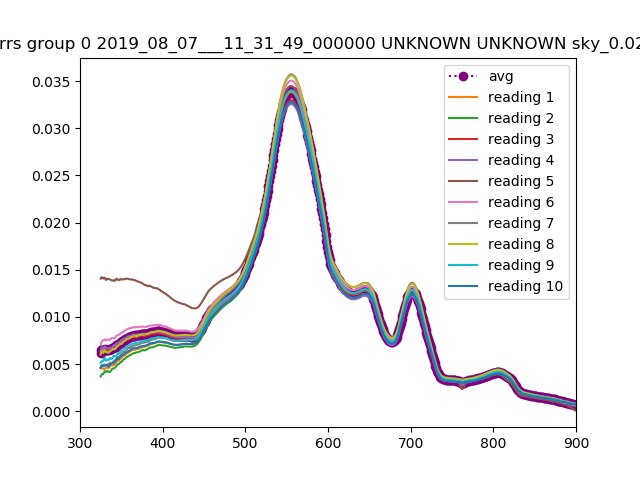 rrs group 0 2019_08_07___11_31_49_000000 UNKNOWN UNKNOWN sky_0.02
0.035
0.030
0.025
0.020
0.015
0.010
0.005
0.000
300 400 500 600 700 800 900
avg
reading 1
reading 2
reading 3
reading 4
reading 5
reading 6
reading 7
reading 8
reading 9
reading 10